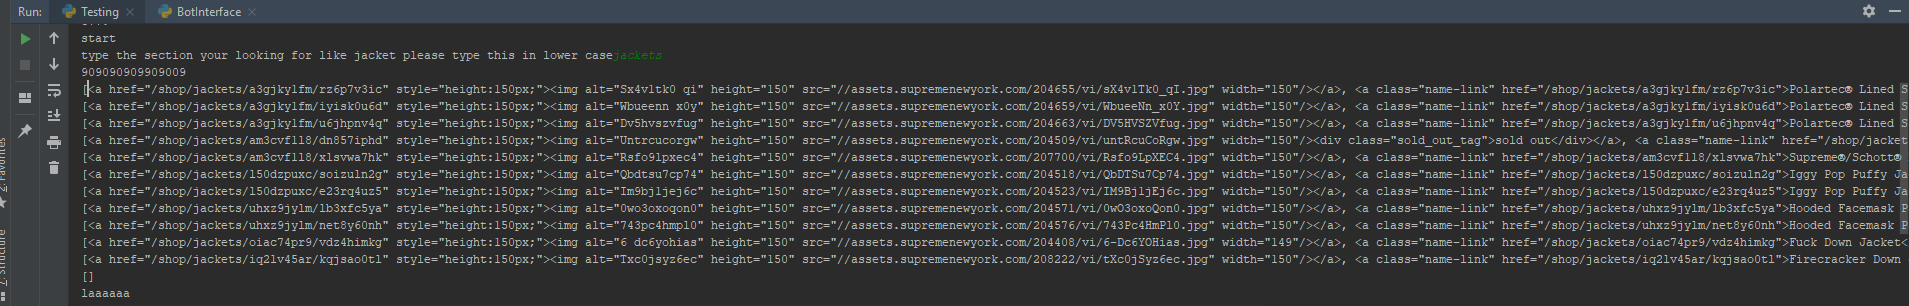 Run: Testing × BotInterface ×
start
type the section your looking for like jacket please type this in lower casejackets
909090909909009
[<a href="/shop/jackets/a3gjkylfm/rz6p7v3ic" style="height:150px;"><img alt="Sx4vltk0 qi" height="150" src="//assets.supremenewyork.com/204655/vi/sX4vlTk0_qI.jpg" width="150"/></a>, <a class="name-link" href="/shop/jackets/a3gjkylfm/rz6p7v3ic">Polartec® Lined S
[<a href="/shop/jackets/a3gjkylfm/iyisk0u6d" style="height:150px;"><img alt="Wbueenn x0y" height="150" src="//assets.supremenewyork.com/204659/vi/WbueeNn_x0Y.jpg" width="150"/></a>, <a class="name-link" href="/shop/jackets/a3gjkylfm/iyisk0u6d">Polartec® Lined S
[<a href="/shop/jackets/a3gjkylfm/u6jhpnv4q" style="height:150px;"><img alt="Dv5hvszvfug" height="150" src="//assets.supremenewyork.com/204663/vi/DV5HVSZVfug.jpg" width="150"/></a>, <a class="name-link" href="/shop/jackets/a3gjkylfm/u6jhpnv4q">Polartec® Lined S
[<a href="/shop/jackets/am3cvf1l8/dn857iphd" style="height:150px;"><img alt="Untrcucorgw" height="150" src="//assets.supremenewyork.com/204509/vi/untRcuCoRgw.jpg" width="150"/><div class="sold_out_tag">sold out</div></a>, <a class="name-link" href="/shop/jacket
[<a href="/shop/jackets/am3cvf1l8/xlsvwa7hk" style="height:150px;"><img alt="Rsfo9lpxec4" height="150" src="//assets.supremenewyork.com/207700/vi/Rsfo9LpXEC4.jpg" width="150"/></a>, <a class="name-link" href="/shop/jackets/am3cvf1l8/xlsvwa7hk">Supreme®/Schott®
[<a href="/shop/jackets/l50dzpuxc/soizuln2g" style="height:150px;"><img alt="Qbdtsu7cp74" height="150" src="//assets.supremenewyork.com/204518/vi/QbDTSu7Cp74.jpg" width="150"/></a>, <a class="name-link" href="/shop/jackets/l50dzpuxc/soizuln2g">Iggy Pop Puffy Ja
[<a href="/shop/jackets/l50dzpuxc/e23rq4uz5" style="height:150px;"><img alt="Im9bjljej6c" height="150" src="//assets.supremenewyork.com/204523/vi/IM9BjljEj6c.jpg" width="150"/></a>, <a class="name-link" href="/shop/jackets/l50dzpuxc/e23rq4uz5">Iggy Pop Puffy Ja
[<a href="/shop/jackets/uhxz9jylm/lb3xfc5ya" style="height:150px;"><img alt="0wo3oxoqon0" height="150" src="//assets.supremenewyork.com/204571/vi/0wO3oxoQon0.jpg" width="150"/></a>, <a class="name-link" href="/shop/jackets/uhxz9jylm/lb3xfc5ya">Hooded Facemask P
[<a href="/shop/jackets/uhxz9jylm/net8y60nh" style="height:150px;"><img alt="743pc4hmpl0" height="150" src="//assets.supremenewyork.com/204576/vi/743Pc4HmPl0.jpg" width="150"/></a>, <a class="name-link" href="/shop/jackets/uhxz9jylm/net8y60nh">Hooded Facemask P
[<a href="/shop/jackets/oiac74pr9/vdz4himkg" style="height:150px;"><img alt="6 dc6yohias" height="150" src="//assets.supremenewyork.com/204408/vi/6-Dc6YOHias.jpg" width="149"/></a>, <a class="name-link" href="/shop/jackets/oiac74pr9/vdz4himkg">Fuck Down Jacket<
[<a href="/shop/jackets/iq2lv45ar/kqjsao0tl" style="height:150px;"><img alt="Txc0jsyz6ec" height="150" src="//assets.supremenewyork.com/208222/vi/tXc0jSyz6ec.jpg" width="150"/></a>, <a class="name-link" href="/shop/jackets/iq2lv45ar/kqjsao0tl">Firecracker Down
[]
laaaaaa
2: Favorites
7: Structure